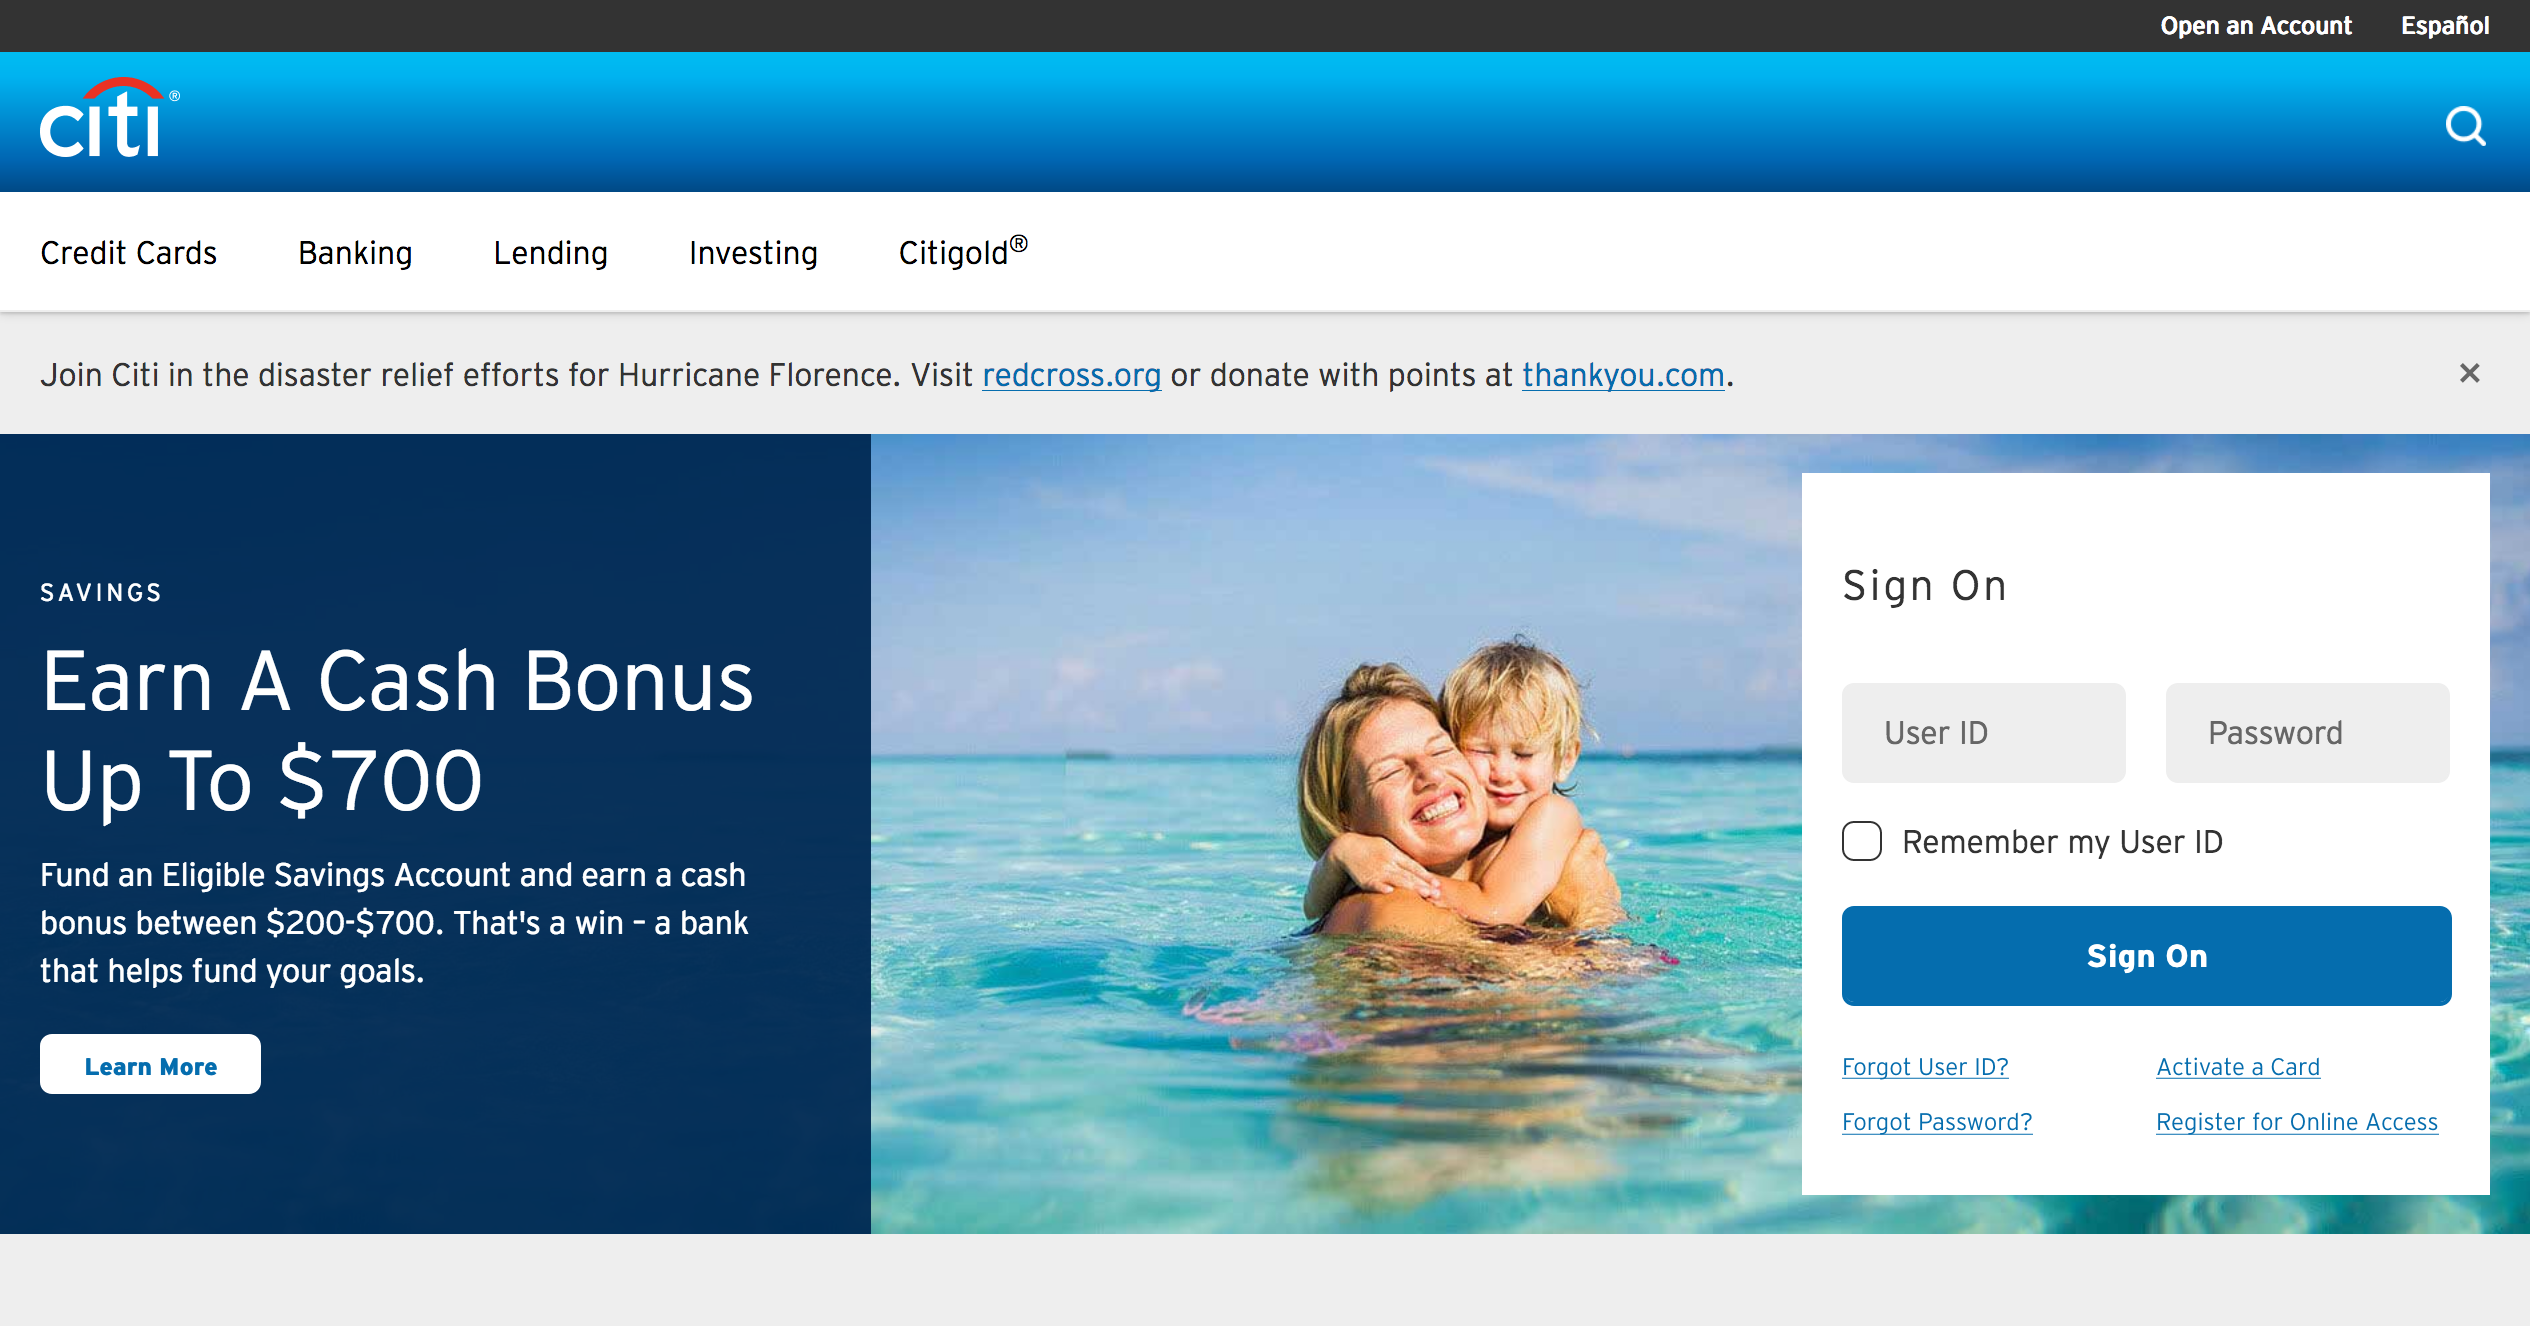 Open an Account Español
citi®
Credit Cards Banking Lending Investing Citigold®
Join Citi in the disaster relief efforts for Hurricane Florence. Visit redcross.org or donate with points at thankyou.com.
SAVINGS
Earn A Cash Bonus
Up To $700
Fund an Eligible Savings Account and earn a cash
bonus between $200-$700. That's a win – a bank
that helps fund your goals.
Learn More
Sign On
User ID Password
Remember my User ID
Sign On
Forgot User ID? Activate a Card
Forgot Password? Register for Online Access